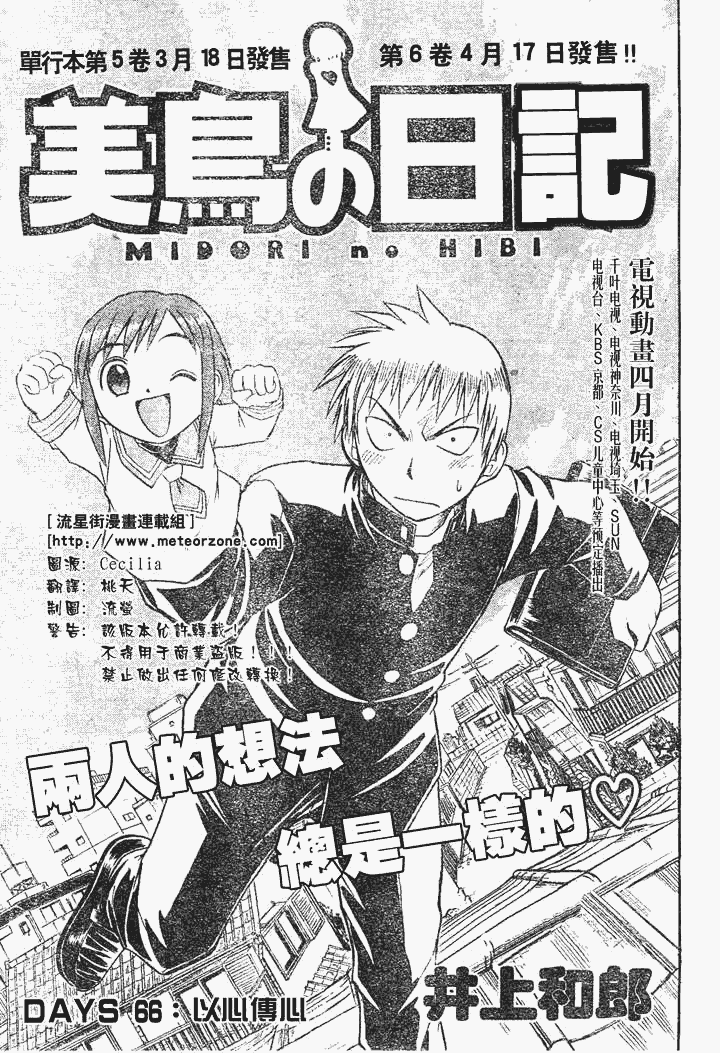 單行本第5卷3月18日發售 第6卷4月17日發售!!
美鳥の日記
MIDORI no HIBI
電視動畫四月開始!!
千叶电视、电视神奈川、电视埼玉、SUN
电视台、KBS京都、CS儿童中心等预定播出
[流星街漫畫連載組]
[http://www.meteorzone.com]
圖源: Cecilia
翻譯: 桃天
制圖: 流螢
警告: 該版本允許轉載!
不得用于商業盜版!!!
禁止做出任何修改轉換!
兩人的想法
總是一樣的♡
井上和郎
DAYS 66:以心傳心